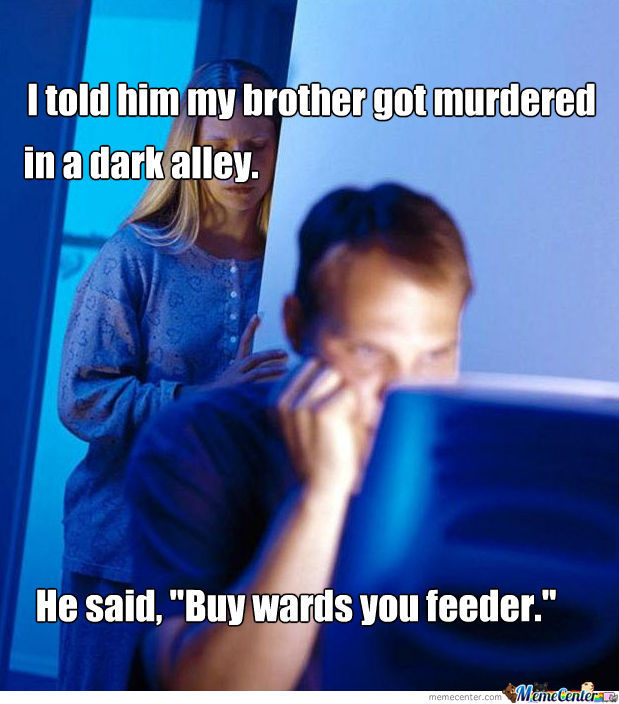 I told him my brother got murdered
in a dark alley.
He said, "Buy wards you feeder."
memecenter.com MemeCenter